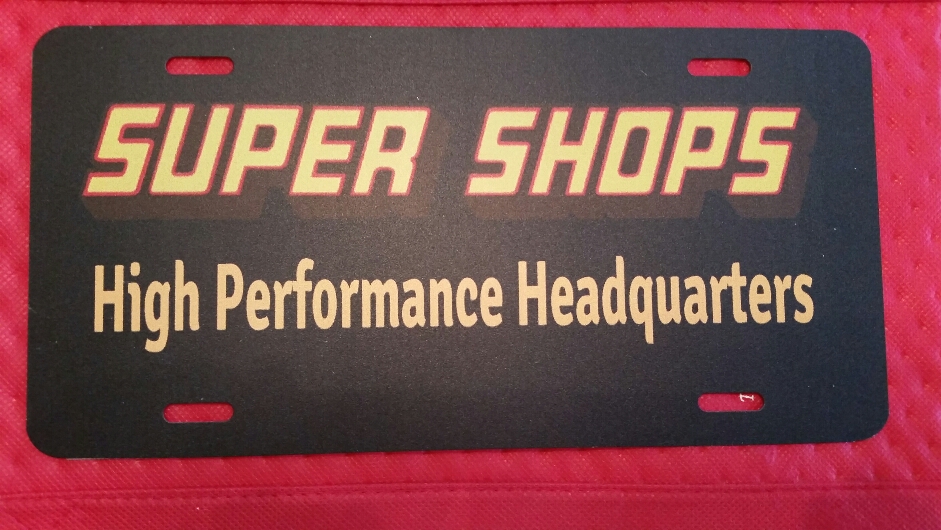 SUPER SHOPS
High Performance Headquarters